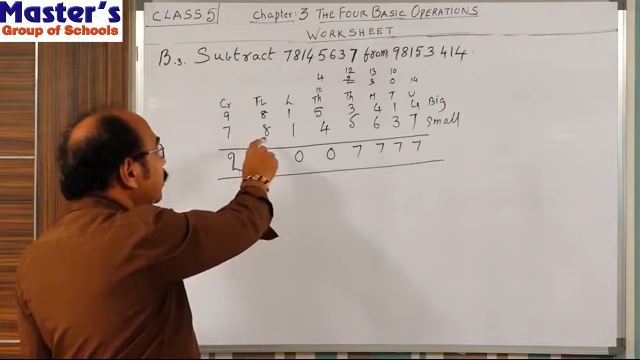 Master's
Group of Schools
CLASS 5
Chapter: 3 THE FOUR BASIC OPERATIONS
WORKSHEET
B.3. Subtract 78145637 from 98153414.
4 12 13 10
10 2 3 0 14
Cr TL L Th Th H T U
9 8 1 5 3 4 1 4 Big
7 8 1 4 5 6 3 7 Small
2 0 0 7 7 7 7